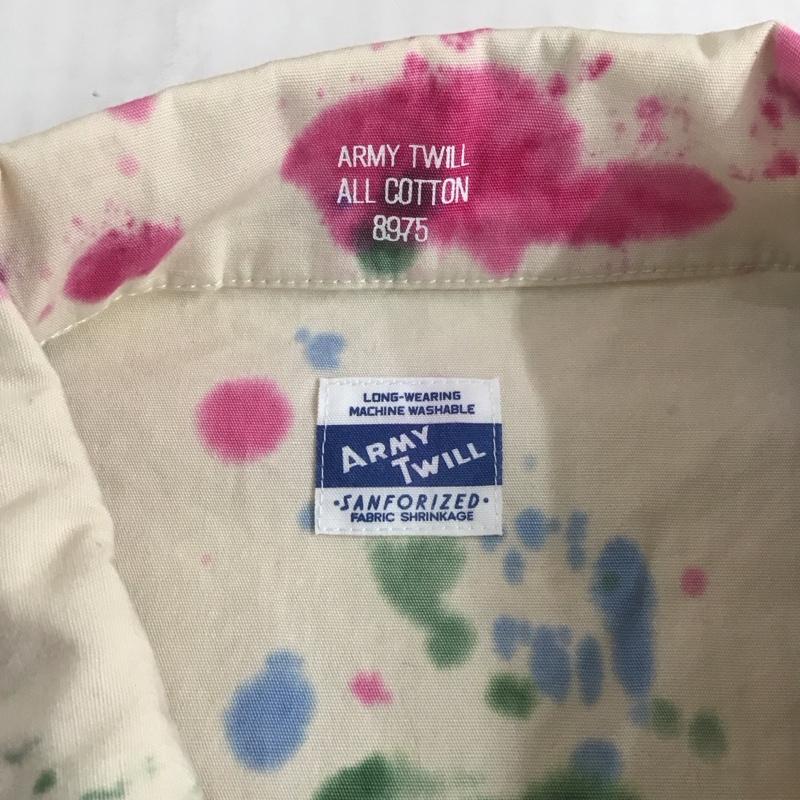 ARMY TWILL
ALL COTTON
8975
LONG-WEARING
MACHINE WASHABLE
ARMY
TWILL
·SANFORIZED·
FABRIC SHRINKAGE